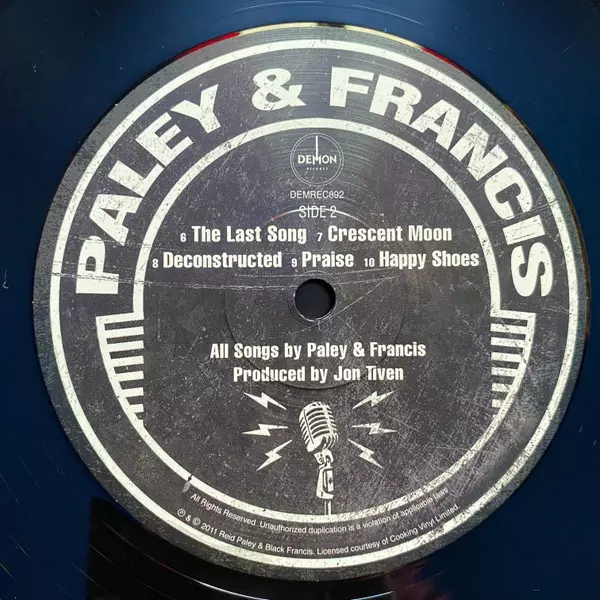 PALEY & FRANCIS
DEMON
RECORDS
DEMREC892
SIDE 2
6 The Last Song 7 Crescent Moon
8 Deconstructed 9 Praise 10 Happy Shoes
All Songs by Paley & Francis
Produced by Jon Tiven
All Rights Reserved. Unauthorized duplication is a violation of applicable laws
℗ & © 2011 Reid Paley & Black Francis. Licensed courtesy of Cooking Vinyl Limited.